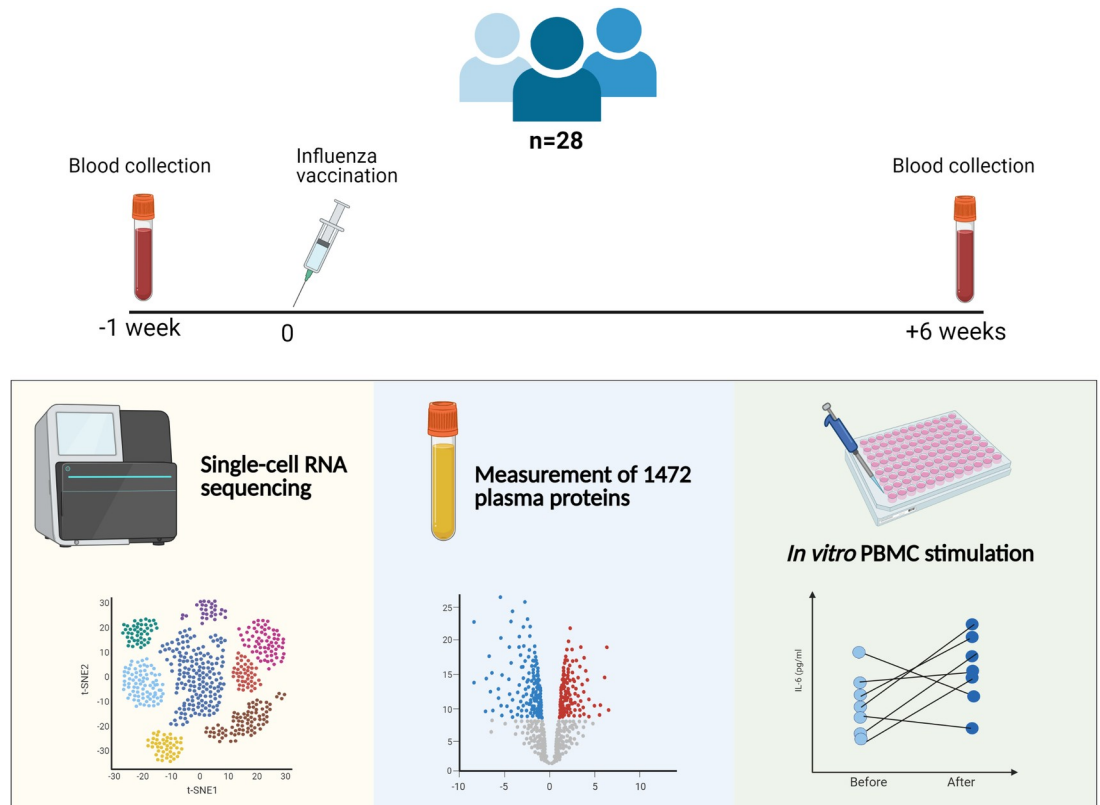 n=28
Blood collection
Influenza
vaccination
Blood collection
-1 week
0
+6 weeks
Single-cell RNA
sequencing
Measurement of 1472
plasma proteins
In vitro PBMC stimulation
30
20
10
0
-10
-20
-30
t-SNE2
-30 -20 -10 0 10 20 30
t-SNE1
25
20
15
10
5
0
-10 -5 0 5 10
IL-6 (pg/ml
Before After